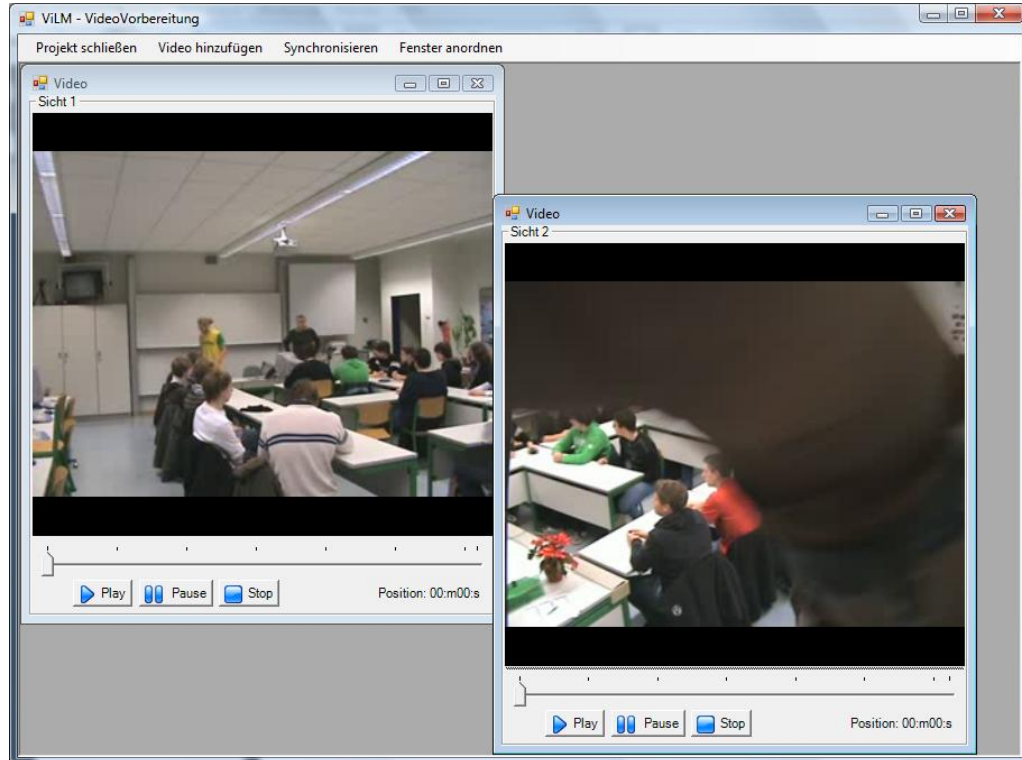 ViLM - VideoVorbereitung
Projekt schließen Video hinzufügen Synchronisieren Fenster anordnen
Video
Sicht 1
Play Pause Stop Position: 00:m00:s
Video
Sicht 2
Play Pause Stop Position: 00:m00:s